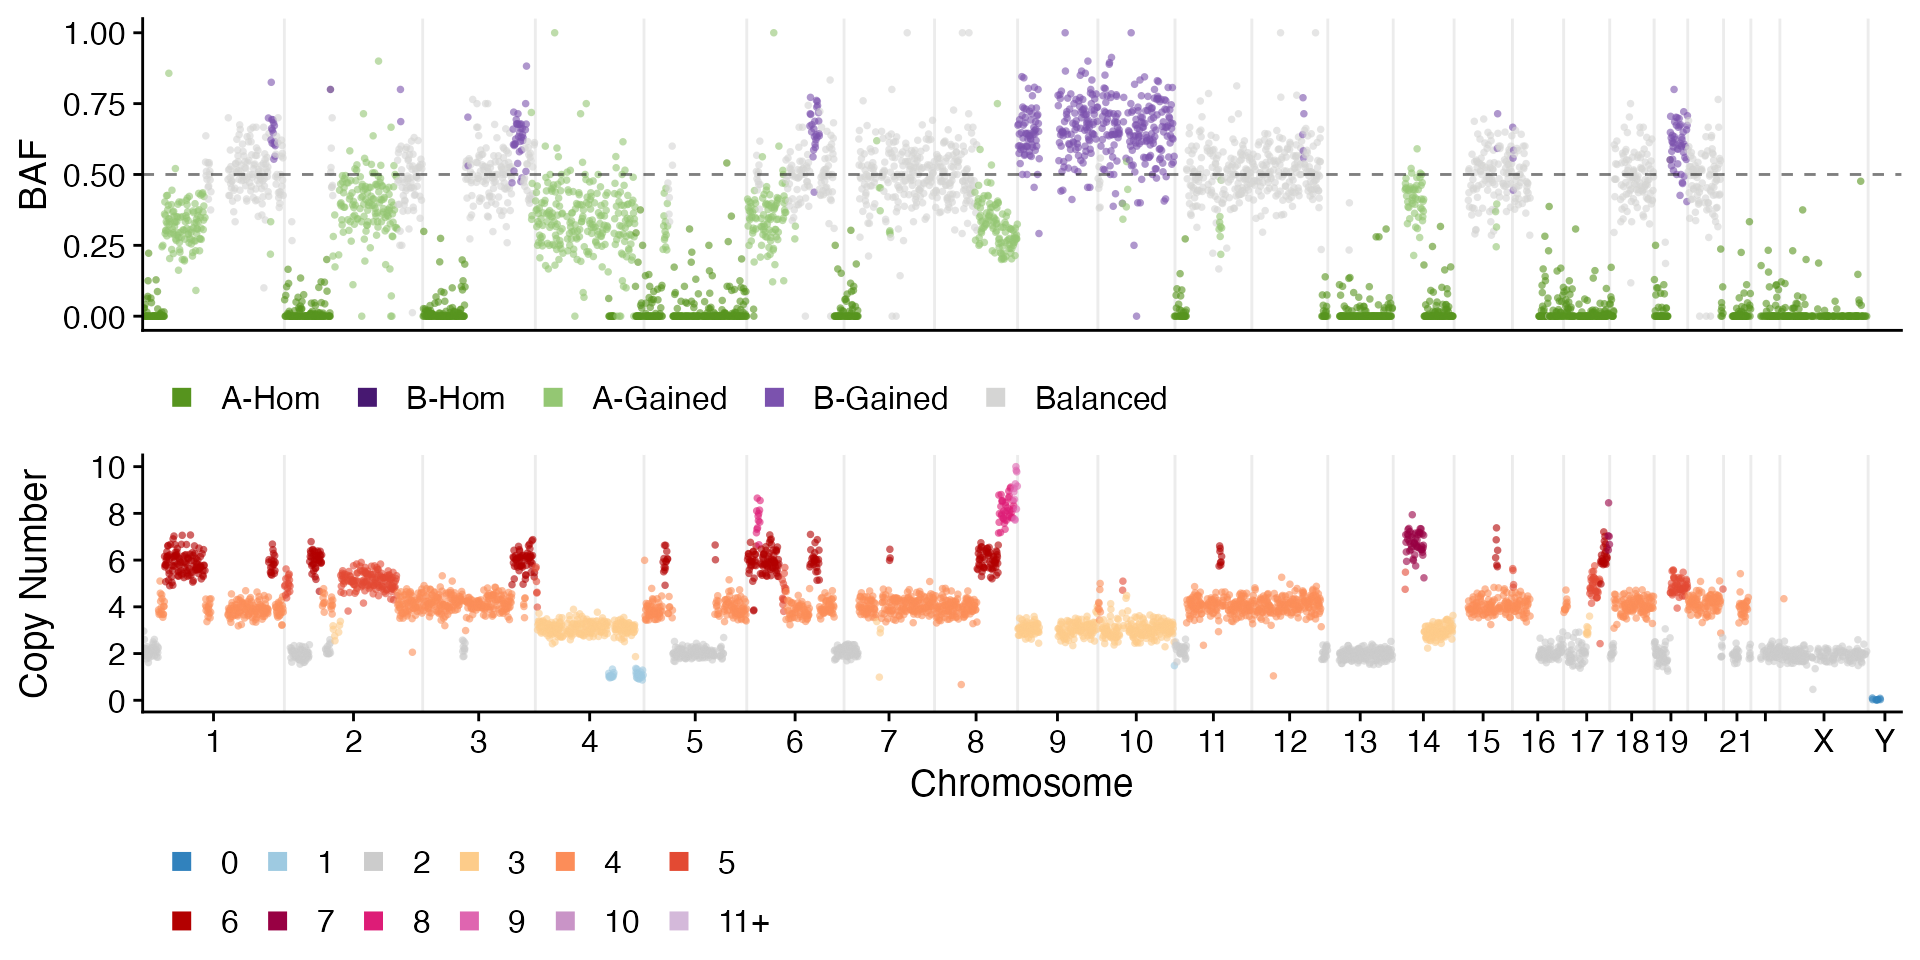 1.00
0.75
0.50
0.25
0.00
BAF
A-Hom B-Hom A-Gained B-Gained Balanced
10
8
6
4
2
0
Copy Number
1 2 3 4 5 6 7 8 9 10 11 12 13 14 15 16 17 18 19 21 X Y
Chromosome
0 1 2 3 4 5
6 7 8 9 10 11+